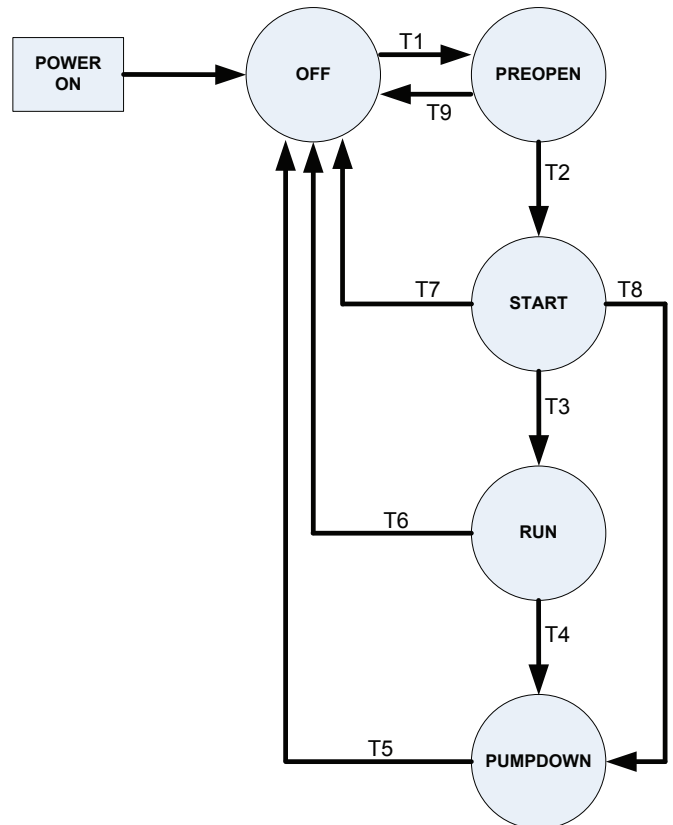 POWER
ON
OFF
T1
PREOPEN
T9
T2
T7
START
T8
T3
T6
RUN
T4
T5
PUMPDOWN